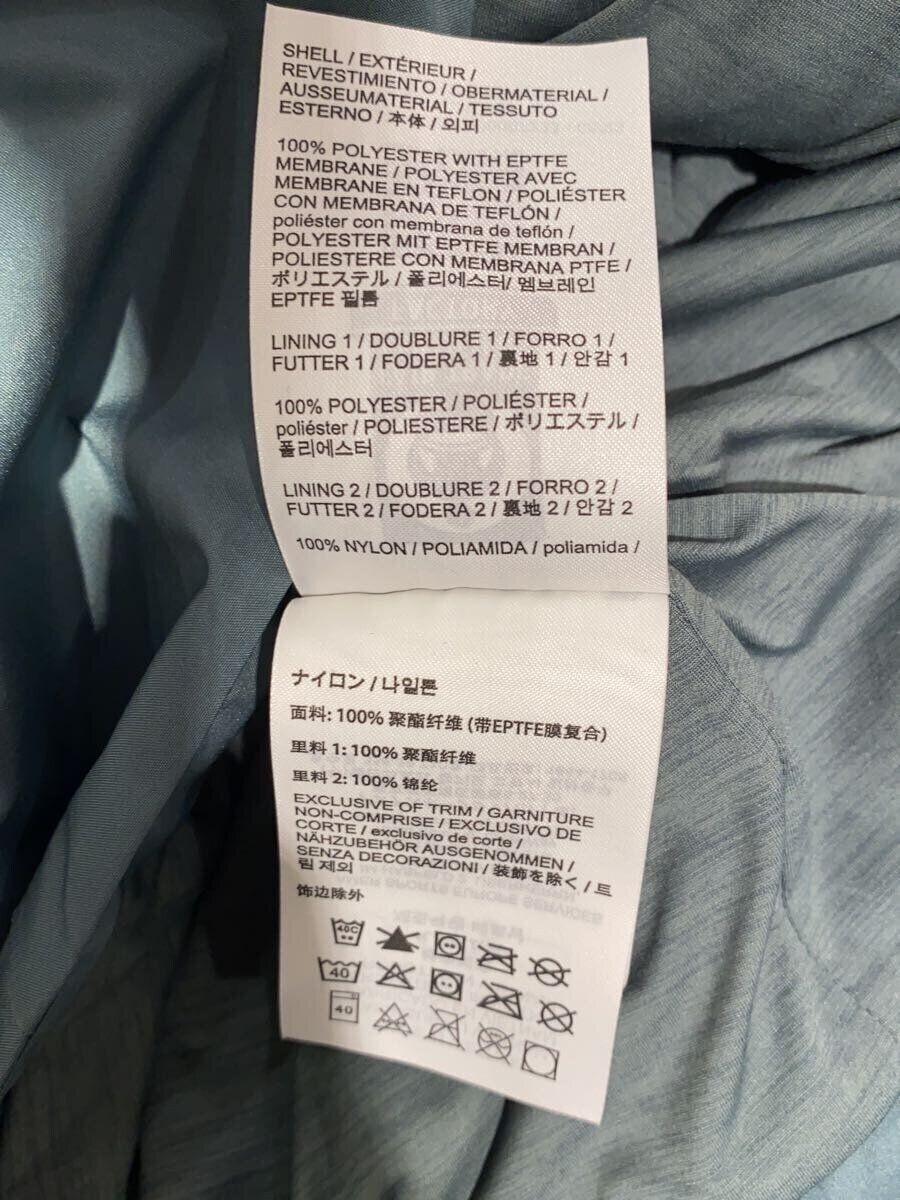 SHELL / EXTÉRIEUR /
REVESTIMIENTO / OBERMATERIAL /
AUSSEUMATERIAL / TESSUTO
ESTERNO / 本体 / 외피
100% POLYESTER WITH EPTFE
MEMBRANE / POLYESTER AVEC
MEMBRANE EN TEFLON / POLIÉSTER
CON MEMBRANA DE TEFLÓN /
poliéster con membrana de teflón /
POLYESTER MIT EPTFE MEMBRAN /
POLIESTERE CON MEMBRANA PTFE /
ポリエステル / 폴리에스터/ 멤브레인
EPTFE 필름
LINING 1 / DOUBLURE 1 / FORRO 1 /
FUTTER 1 / FODERA 1 / 裏地 1 / 안감 1
100% POLYESTER / POLIÉSTER /
poliéster / POLIESTERE / ポリエステル /
폴리에스터
LINING 2 / DOUBLURE 2 / FORRO 2 /
FUTTER 2 / FODERA 2 / 裏地 2 / 안감 2
100% NYLON / POLIAMIDA / poliamida /
ナイロン / 나일론
面料: 100% 聚酯纤维 (带EPTFE膜复合)
里料 1: 100% 聚酯纤维
里料 2: 100% 锦纶
EXCLUSIVE OF TRIM / GARNITURE
NON-COMPRISE / EXCLUSIVO DE
CORTE / exclusivo de corte /
NÄHZUBEHÖR AUSGENOMMEN /
SENZA DECORAZIONI / 装飾を除く / 트
림 제외
饰边除外
40C
40
40